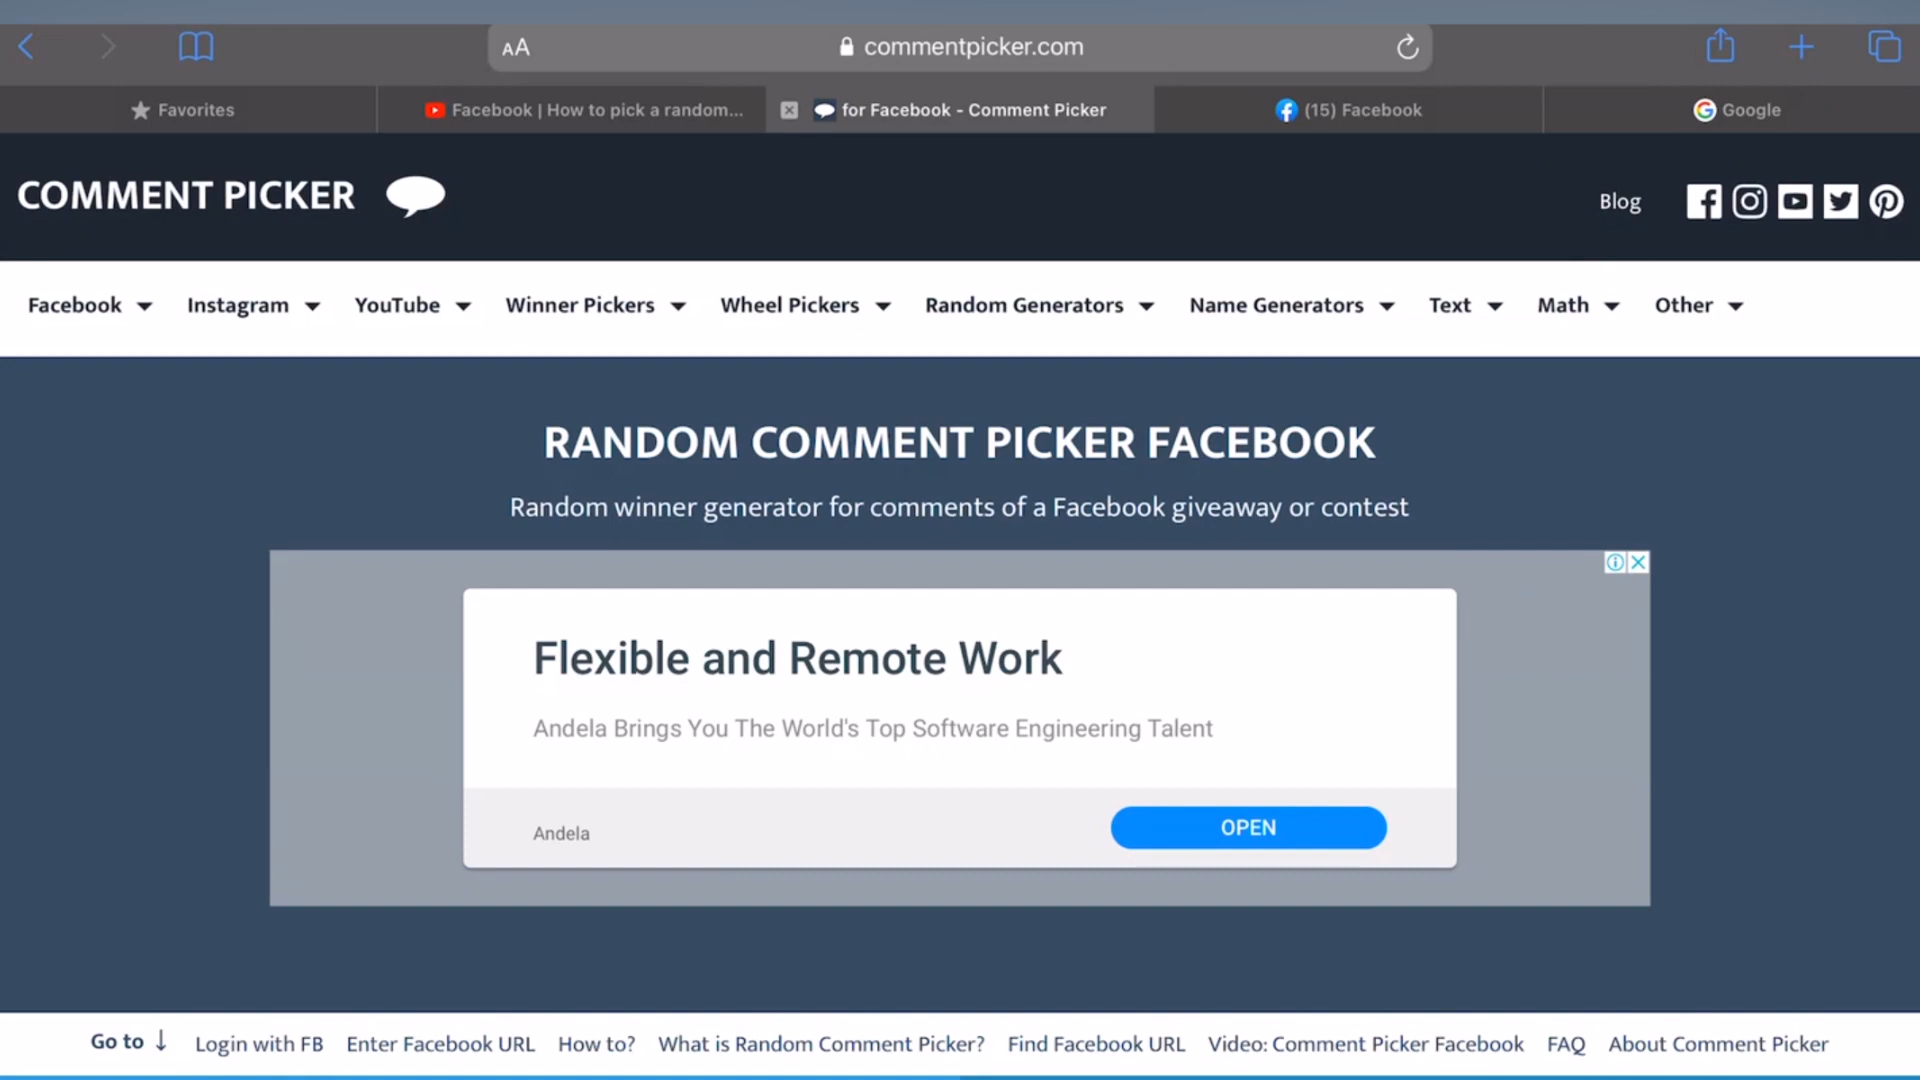 AA commentpicker.com
Favorites Facebook | How to pick a random... for Facebook - Comment Picker (15) Facebook Google
COMMENT PICKER
Blog
Facebook Instagram YouTube Winner Pickers Wheel Pickers Random Generators Name Generators Text Math Other
RANDOM COMMENT PICKER FACEBOOK
Random winner generator for comments of a Facebook giveaway or contest
Flexible and Remote Work
Andela Brings You The World's Top Software Engineering Talent
Andela OPEN
Go to ↓ Login with FB Enter Facebook URL How to? What is Random Comment Picker? Find Facebook URL Video: Comment Picker Facebook FAQ About Comment Picker